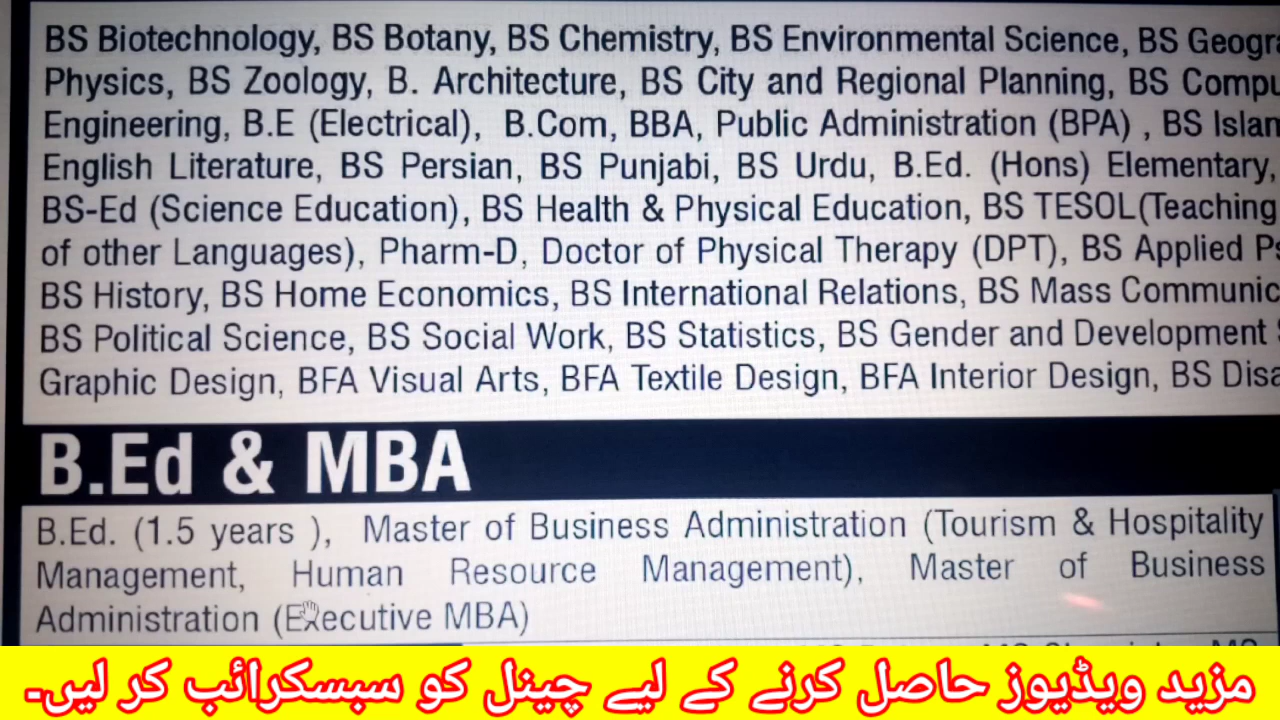 BS Biotechnology, BS Botany, BS Chemistry, BS Environmental Science, BS Geogr
Physics, BS Zoology, B. Architecture, BS City and Regional Planning, BS Compu
Engineering, B.E (Electrical), B.Com, BBA, Public Administration (BPA) , BS Islan
English Literature, BS Persian, BS Punjabi, BS Urdu, B.Ed. (Hons) Elementary,
BS-Ed (Science Education), BS Health & Physical Education, BS TESOL(Teaching
of other Languages), Pharm-D, Doctor of Physical Therapy (DPT), BS Applied Ps
BS History, BS Home Economics, BS International Relations, BS Mass Communic
BS Political Science, BS Social Work, BS Statistics, BS Gender and Development
Graphic Design, BFA Visual Arts, BFA Textile Design, BFA Interior Design, BS Disa
B.Ed & MBA
B.Ed. (1.5 years ), Master of Business Administration (Tourism & Hospitality
Management, Human Resource Management), Master of Business
Administration (Executive MBA)
مزید ویڈیوز حاصل کرنے کے لیے چینل کو سبسکرائب کر لیں۔